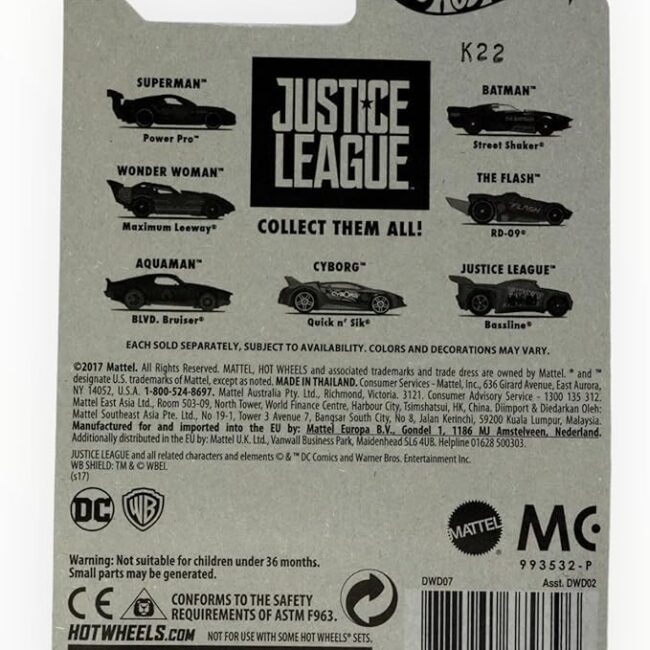 K22
SUPERMAN™
Power Pro™
JUSTICE
LEAGUE™
BATMAN™
Street Shaker®
WONDER WOMAN™
Maximum Leeway®
COLLECT THEM ALL!
THE FLASH™
FLASH
RD-09®
AQUAMAN™
BLVD. Bruiser®
CYBORG™
CYBORG
Quick n' Sik®
JUSTICE LEAGUE™
Bassline®
EACH SOLD SEPARATELY, SUBJECT TO AVAILABILITY. COLORS AND DECORATIONS MAY VARY.
©2017 Mattel. All Rights Reserved. MATTEL, HOT WHEELS and associated trademarks and trade dress are owned by Mattel. ® and ™
designate U.S. trademarks of Mattel, except as noted. MADE IN THAILAND. Consumer Services - Mattel, Inc., 636 Girard Avenue, East Aurora,
NY 14052, U.S.A. 1-800-524-8697. Mattel Australia Pty. Ltd., Richmond, Victoria. 3121. Consumer Advisory Service - 1300 135 312.
Mattel East Asia Ltd., Room 503-09, North Tower, World Finance Centre, Harbour City, Tsimshatsui, HK, China. Diimport & Diedarkan Oleh:
Mattel Southeast Asia Pte. Ltd., No 19-1, Tower 3 Avenue 7, Bangsar South City, No 8, Jalan Kerinchi, 59200 Kuala Lumpur, Malaysia.
Manufactured for and imported into the EU by: Mattel Europa B.V., Gondel 1, 1186 MJ Amstelveen, Nederland.
Additionally distributed in the EU by: Mattel U.K. Ltd., Vanwall Business Park, Maidenhead SL6 4UB. Helpline 01628 500303.
JUSTICE LEAGUE and all related characters and elements © & ™ DC Comics and Warner Bros. Entertainment Inc.
WB SHIELD: TM & © WBEI.
(s17)
DC
WB
MATTEL
MC
993532-P
Warning: Not suitable for children under 36 months.
Small parts may be generated.
DWD07
Asst. DWD02
CE
CONFORMS TO THE SAFETY
REQUIREMENTS OF ASTM F963.
HOTWHEELS.COM
NOT FOR USE WITH SOME HOT WHEELS® SETS.